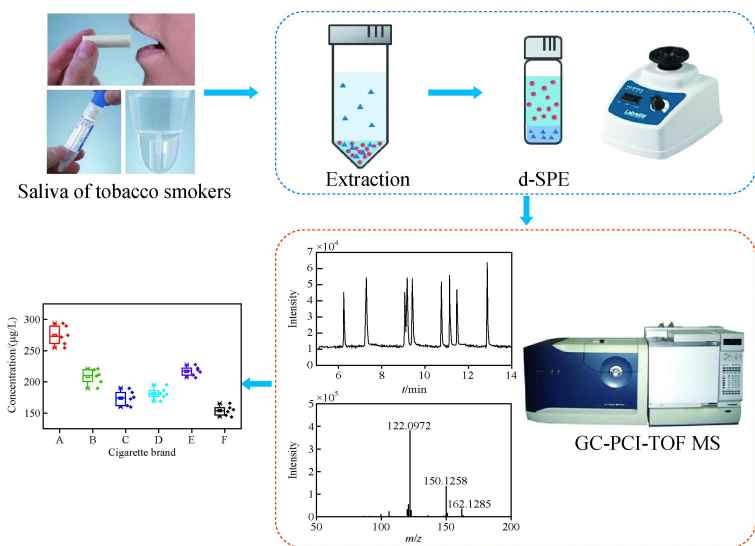 Saliva of tobacco smokers
Extraction
d-SPE
×10⁴
7
6
5
4
3
2
1
0
Intensity
6
8
10
12
14
t/min
×10⁵
5
4
3
2
1
0
Intensity
122.0972
150.1258
162.1285
50
100
150
200
m/z
GC-PCI-TOF MS
Concentration/(μg/L)
300
250
200
150
A
B
C
D
E
F
Cigarette brand